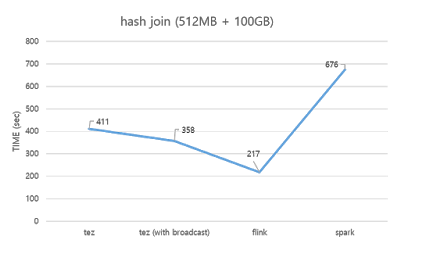 hash join (512MB + 100GB)
800
700
600
500
400
300
200
100
0
TIME (sec)
411
358
217
676
tez
tez (with broadcast)
flink
spark